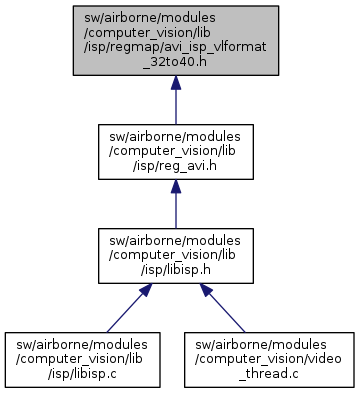 sw/airborne/modules
/computer_vision/lib
/isp/regmap/avi_isp_vlformat
_32to40.h
sw/airborne/modules
/computer_vision/lib
/isp/reg_avi.h
sw/airborne/modules
/computer_vision/lib
/isp/libisp.h
sw/airborne/modules
/computer_vision/lib
/isp/libisp.c
sw/airborne/modules
/computer_vision/video
_thread.c